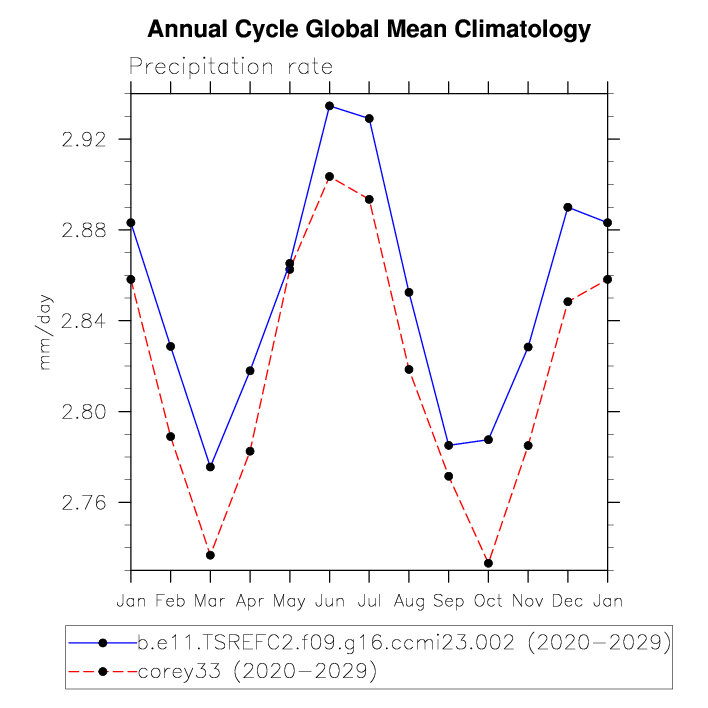 Annual Cycle Global Mean Climatology
Precipitation rate
2.92
2.88
2.84
2.80
2.76
mm/day
Jan Feb Mar Apr May Jun Jul Aug Sep Oct Nov Dec Jan
b.e11.TSREFC2.f09.g16.ccmi23.002 (2020-2029)
corey33 (2020-2029)